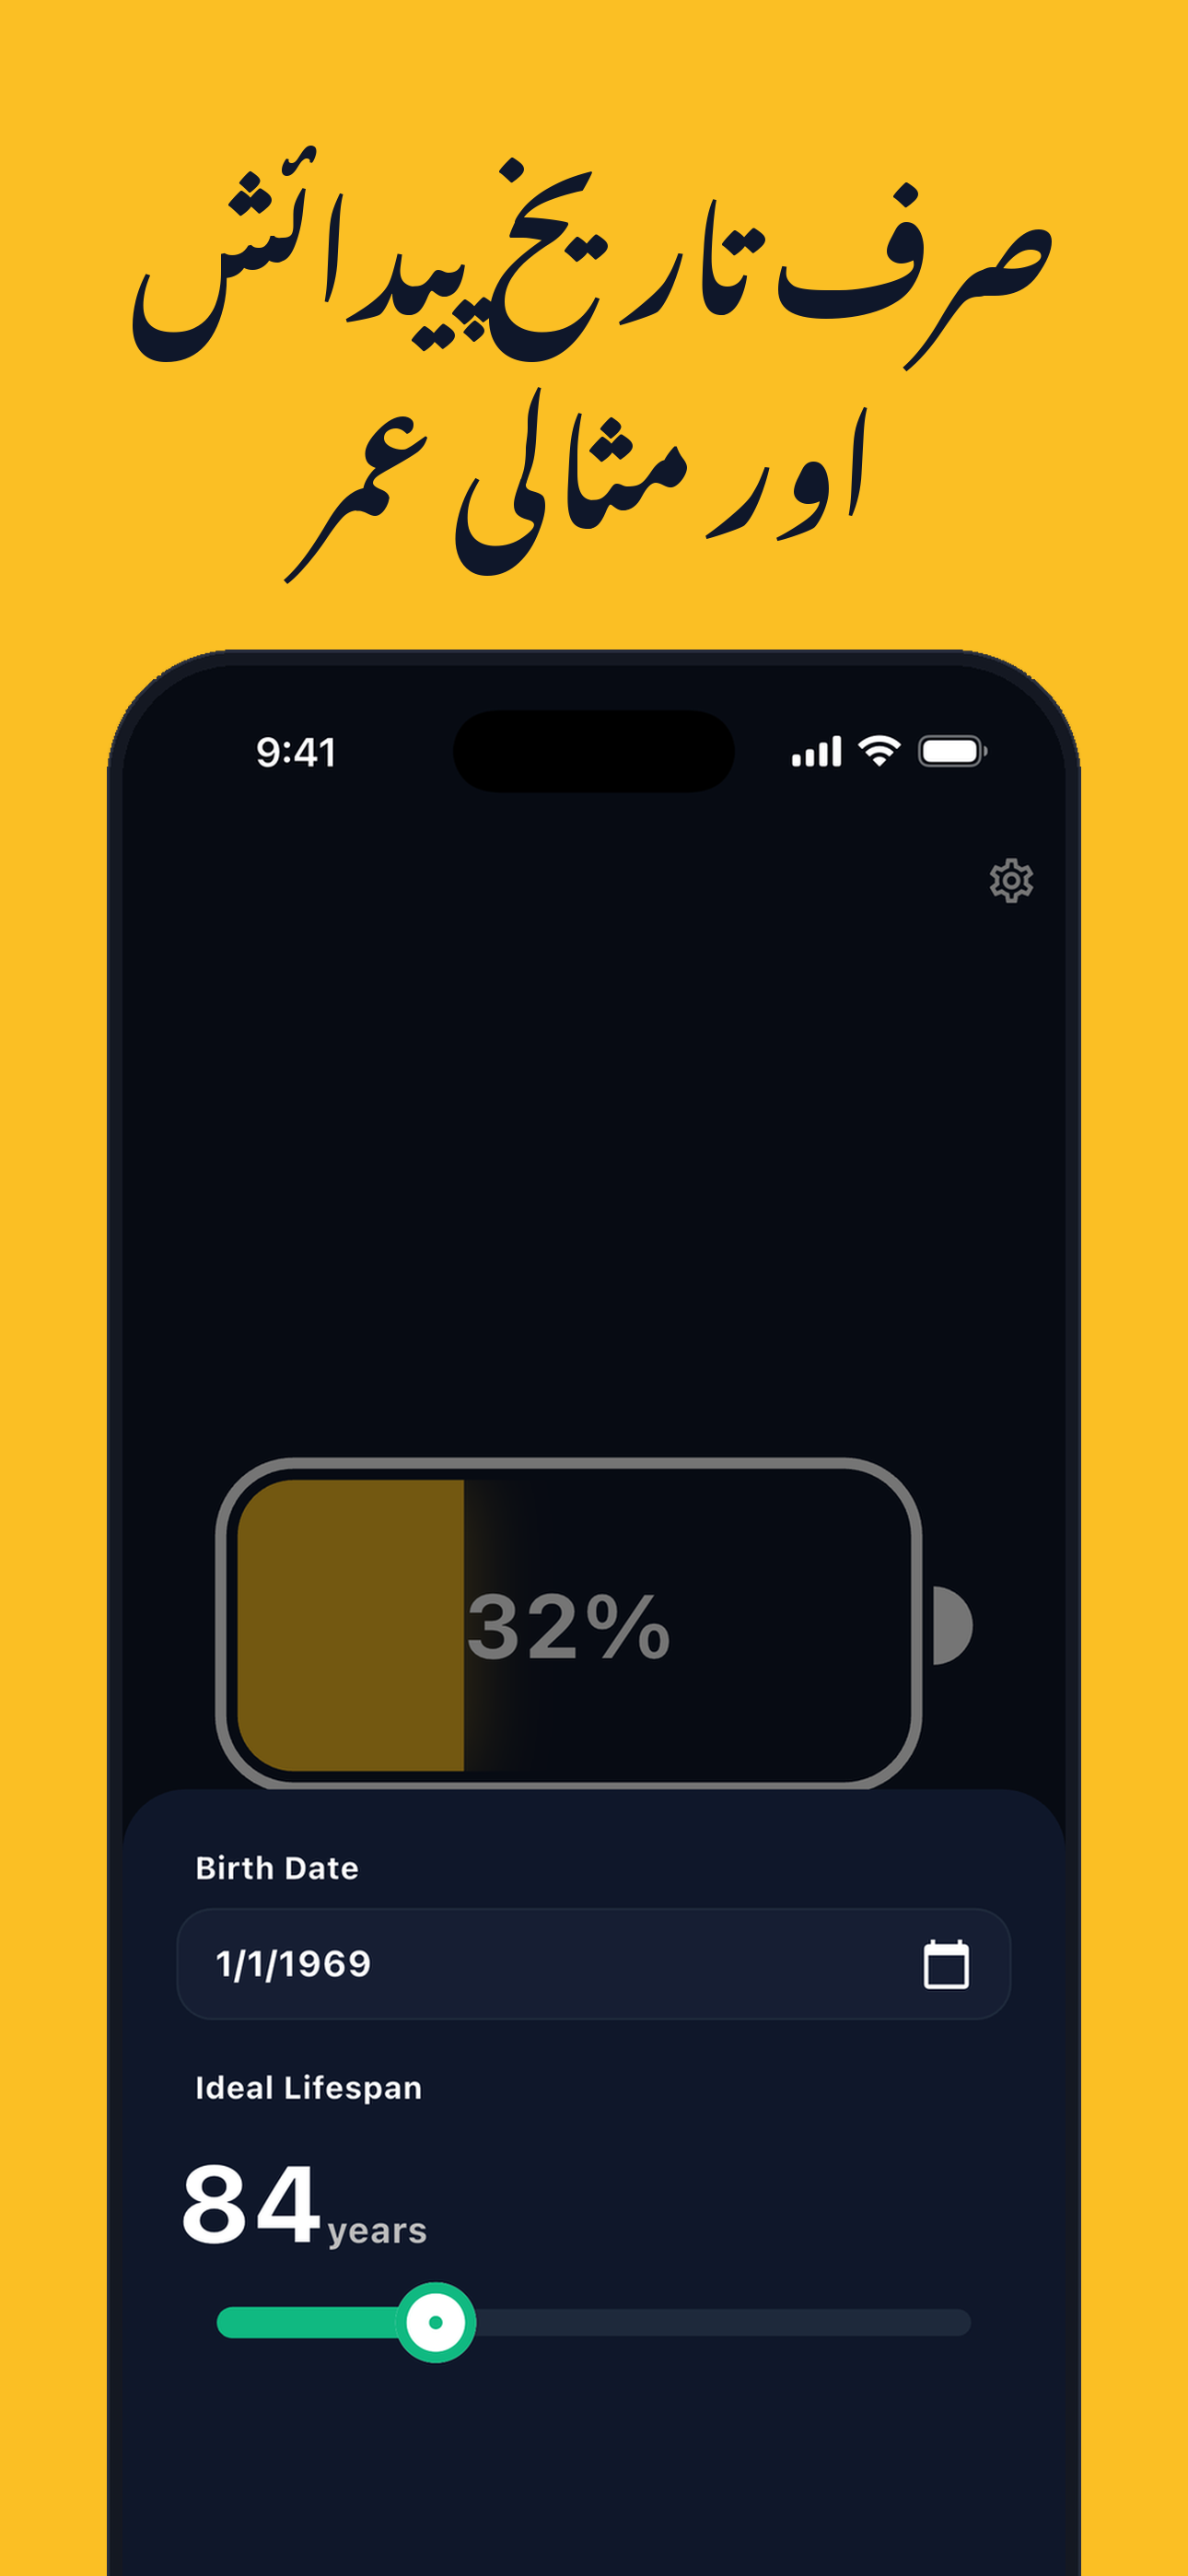 صرف تاریخ پیدائش
اور مثالی عمر
9:41
32%
Birth Date
1/1/1969
Ideal Lifespan
84 years